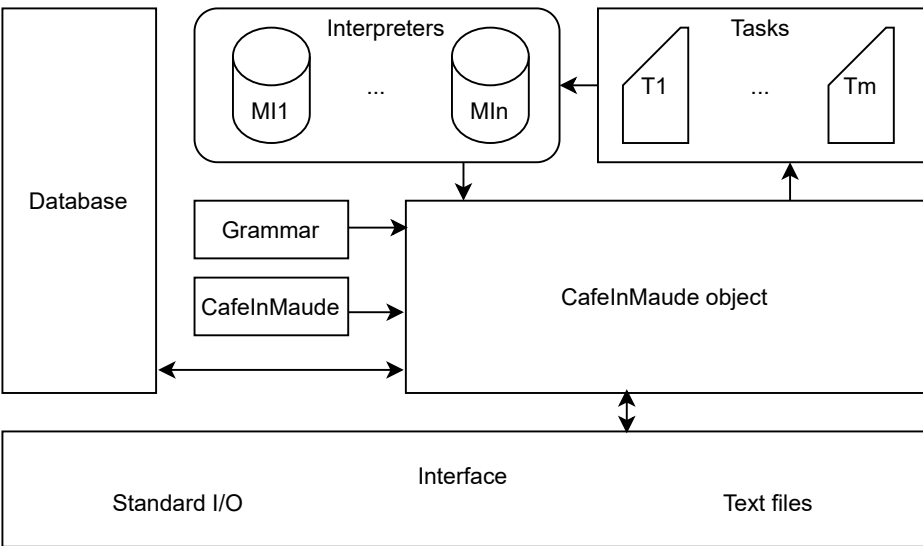 Interpreters
Tasks
MI1 ... MIn
T1 ... Tm
Database
Grammar
CafeInMaude
CafeInMaude object
Interface
Standard I/O
Text files